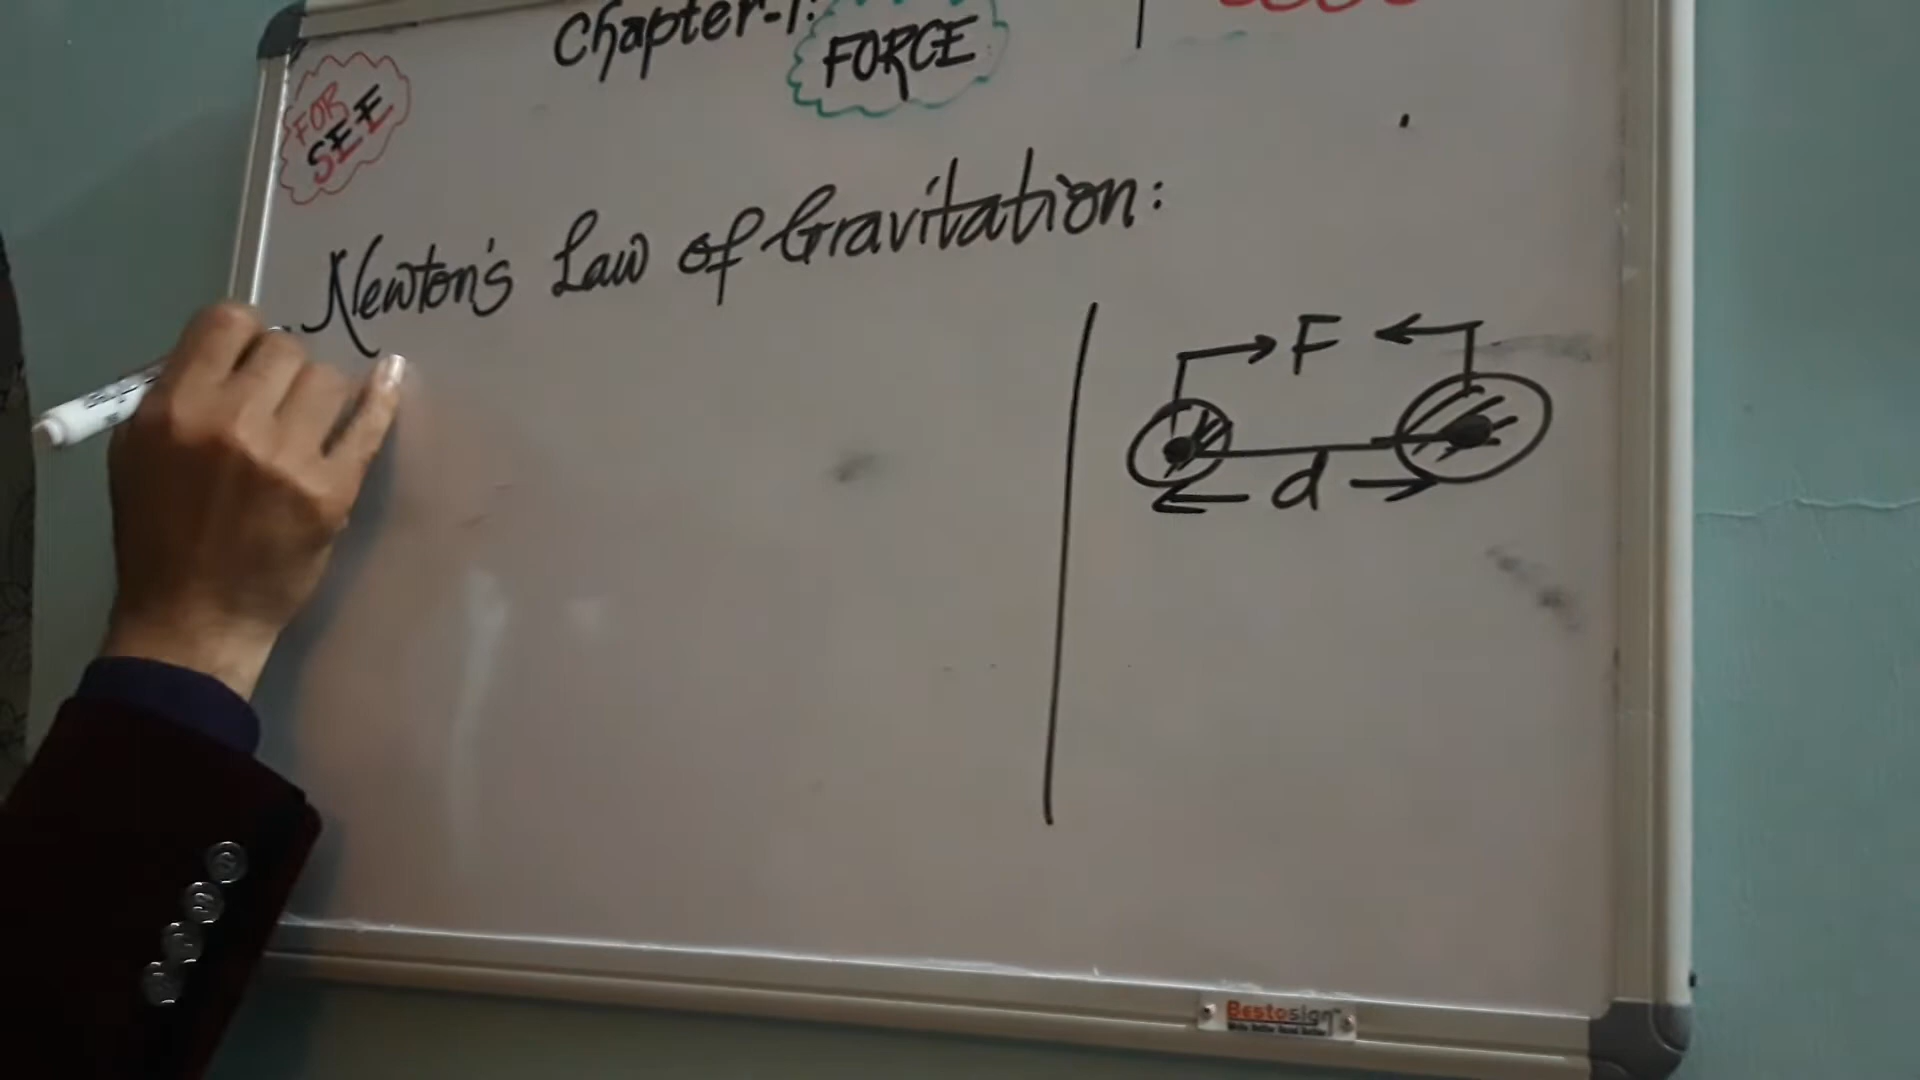 Chapter-1:
FORCE
FOR
SEE
Newton's Law of Gravitation:
F
d
Bestosign